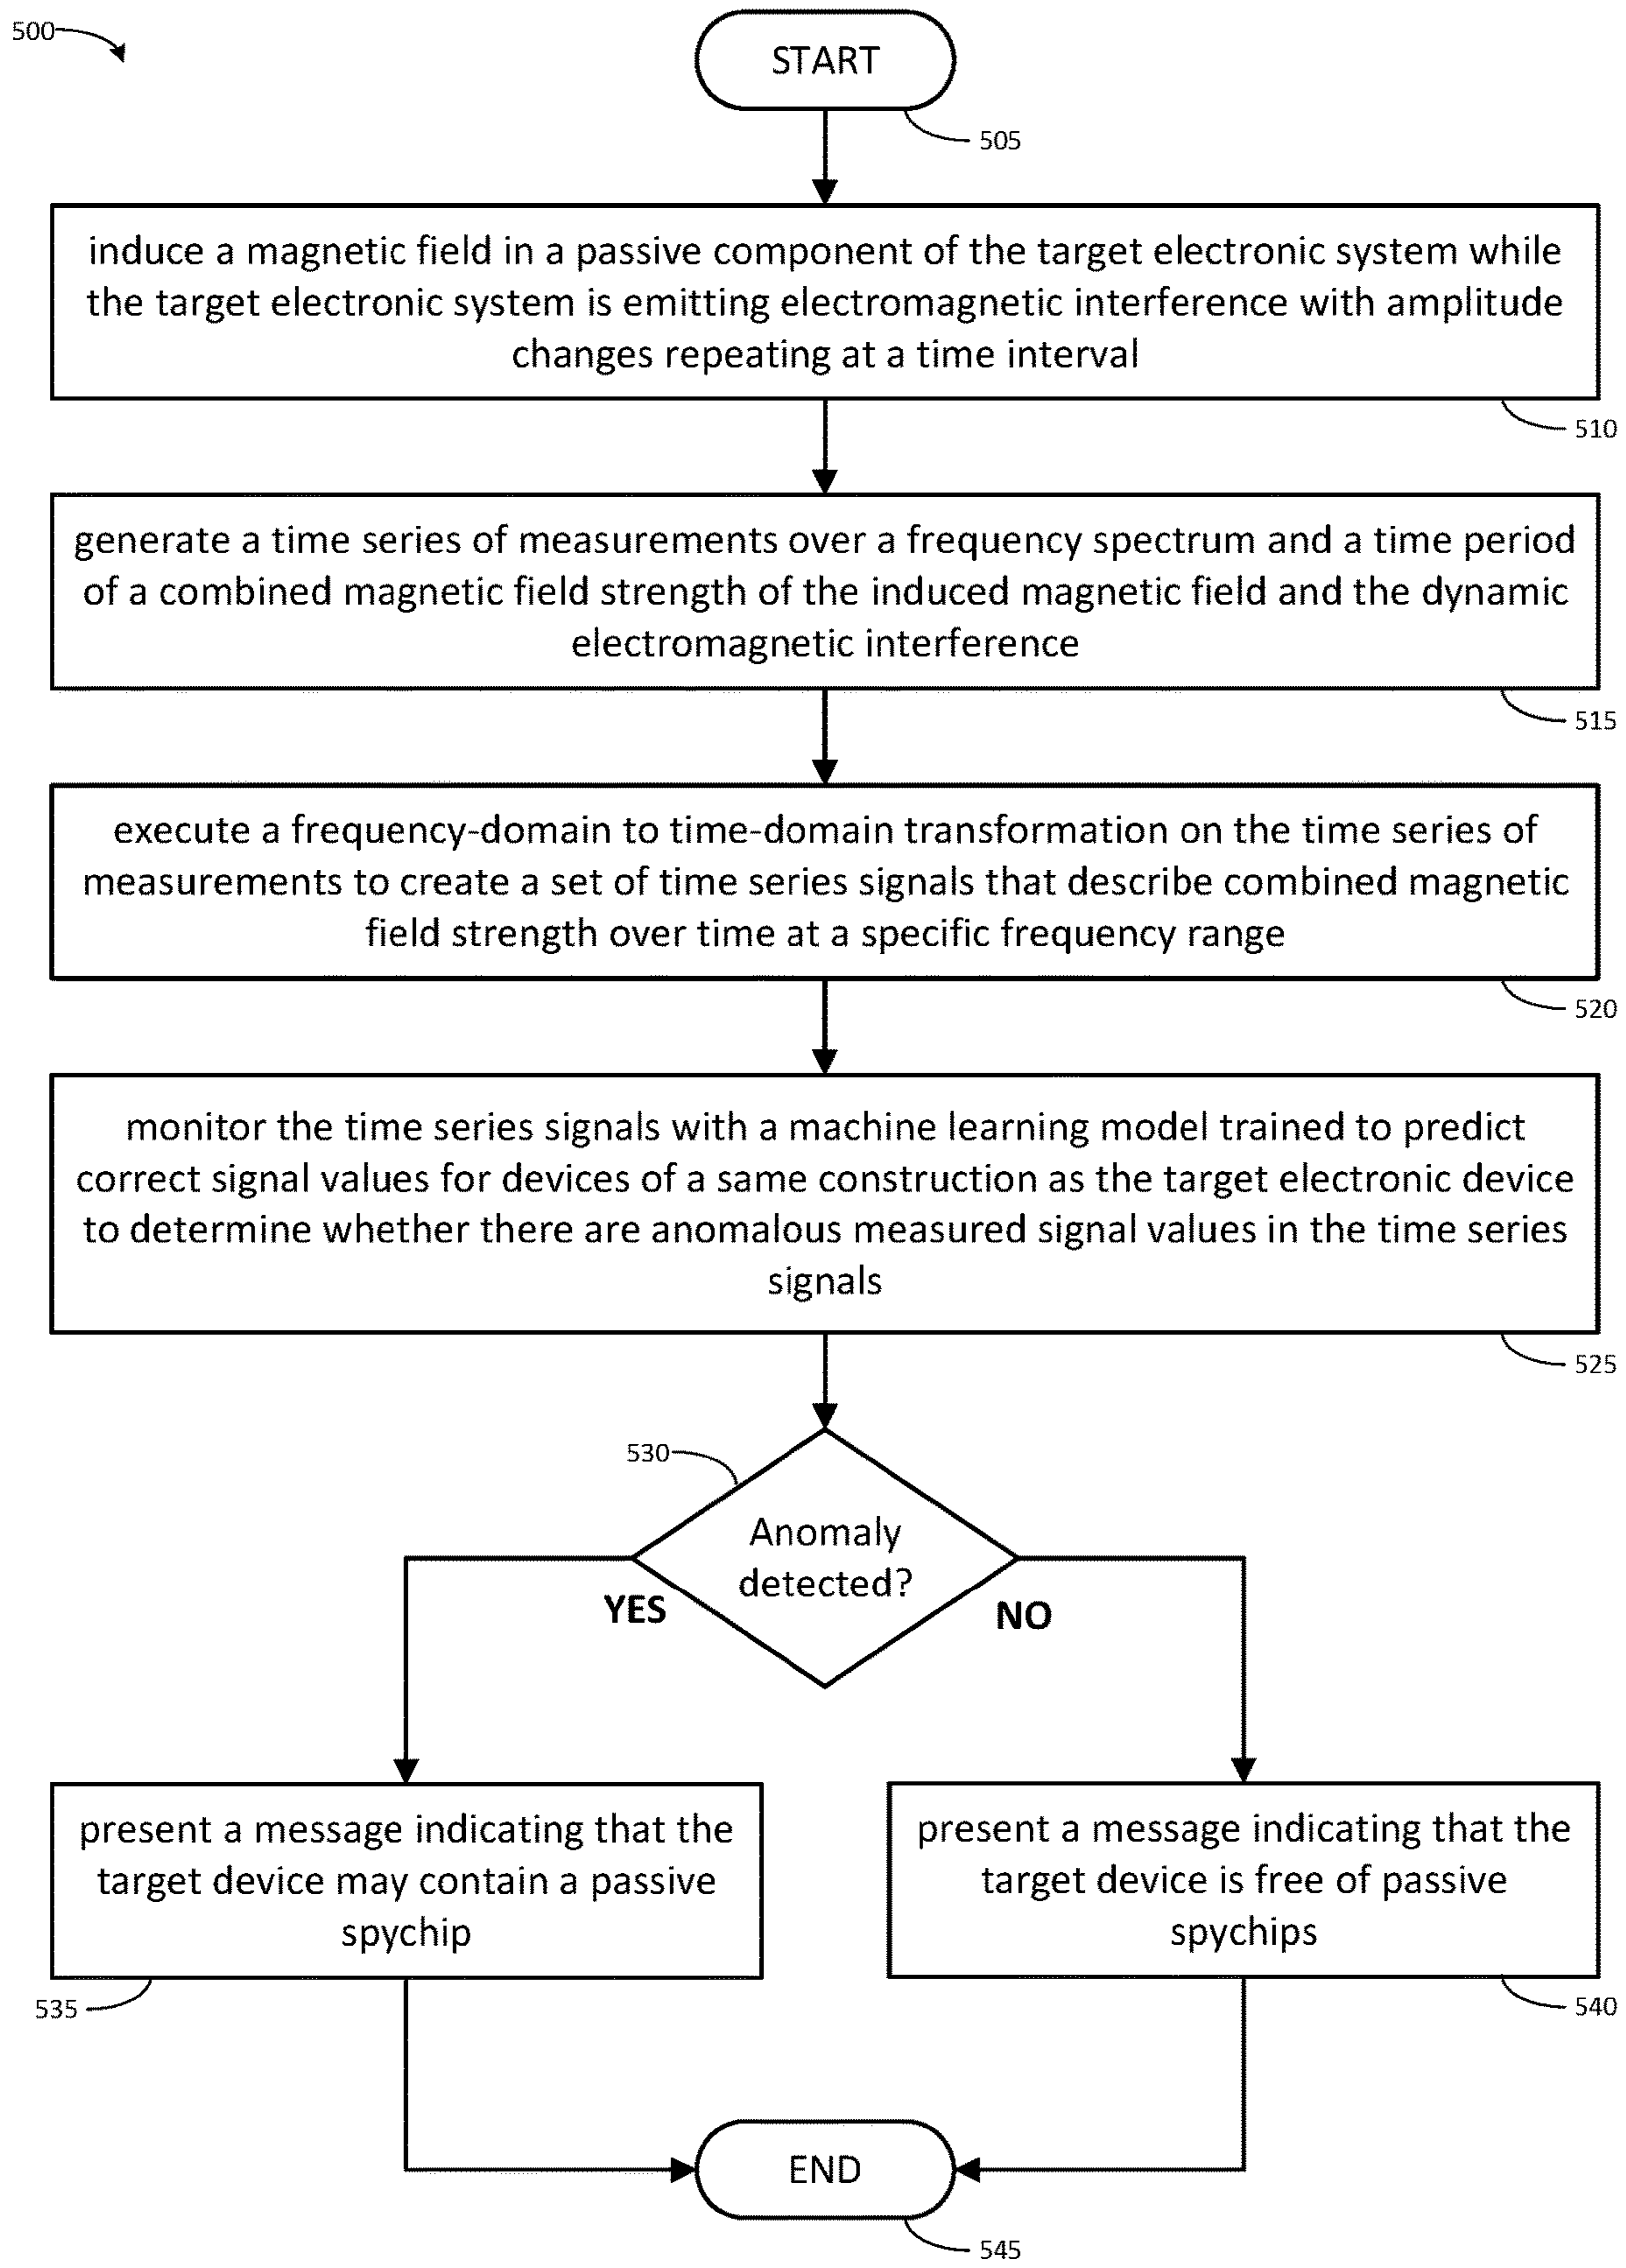 500
START
505
induce a magnetic field in a passive component of the target electronic system while
the target electronic system is emitting electromagnetic interference with amplitude
changes repeating at a time interval
510
generate a time series of measurements over a frequency spectrum and a time period
of a combined magnetic field strength of the induced magnetic field and the dynamic
electromagnetic interference
515
execute a frequency-domain to time-domain transformation on the time series of
measurements to create a set of time series signals that describe combined magnetic
field strength over time at a specific frequency range
520
monitor the time series signals with a machine learning model trained to predict
correct signal values for devices of a same construction as the target electronic device
to determine whether there are anomalous measured signal values in the time series
signals
525
530
Anomaly
detected?
YES
NO
present a message indicating that the
target device may contain a passive
spychip
535
present a message indicating that the
target device is free of passive
spychips
540
END
545